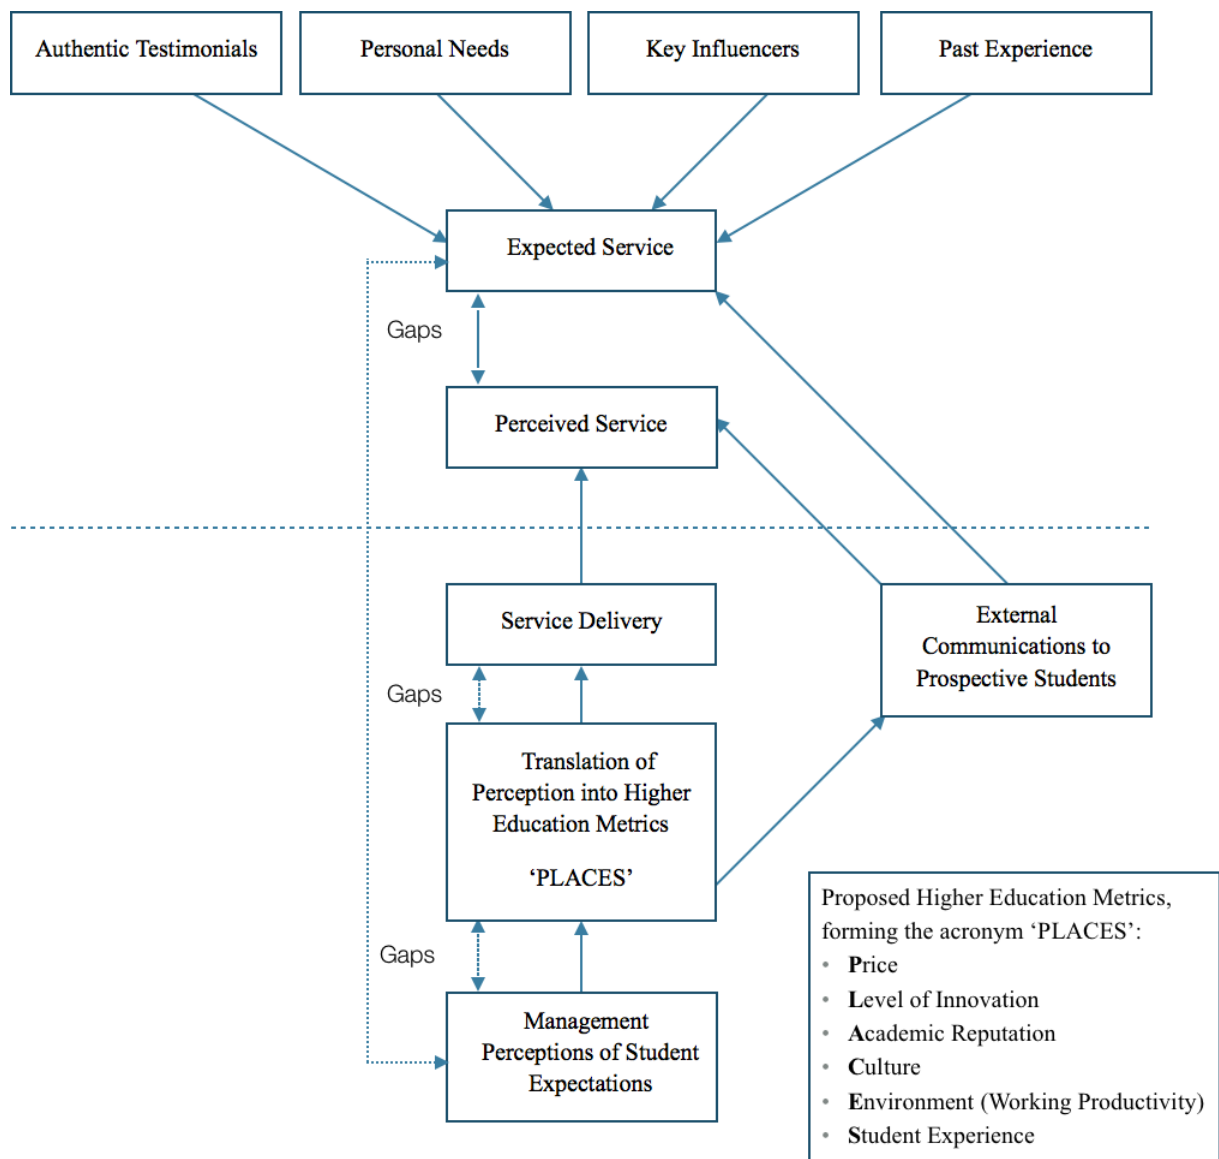 Authentic Testimonials
Personal Needs
Key Influencers
Past Experience
Expected Service
Gaps
Perceived Service
Service Delivery
External
Communications to
Prospective Students
Gaps
Translation of
Perception into Higher
Education Metrics
‘PLACES’
Gaps
Management
Perceptions of Student
Expectations
Proposed Higher Education Metrics,
forming the acronym ‘PLACES’:
• Price
• Level of Innovation
• Academic Reputation
• Culture
• Environment (Working Productivity)
• Student Experience